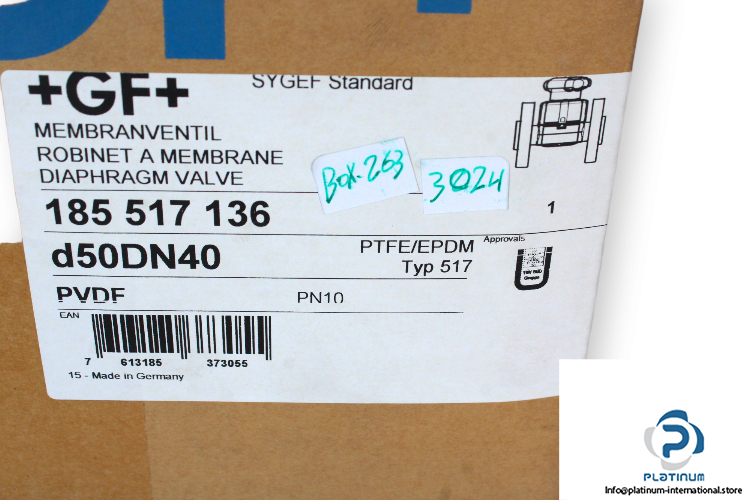 +GF+
SYGEF Standard
MEMBRANVENTIL
ROBINET A MEMBRANE
DIAPHRAGM VALVE
Box.263
3024
185 517 136
1
d50DN40
PTFE/EPDM
Typ 517
Approvals
PVDF
PN10
EAN
7 613185 373055
15 - Made in Germany
PLATINUM
Info@platinum-international.store